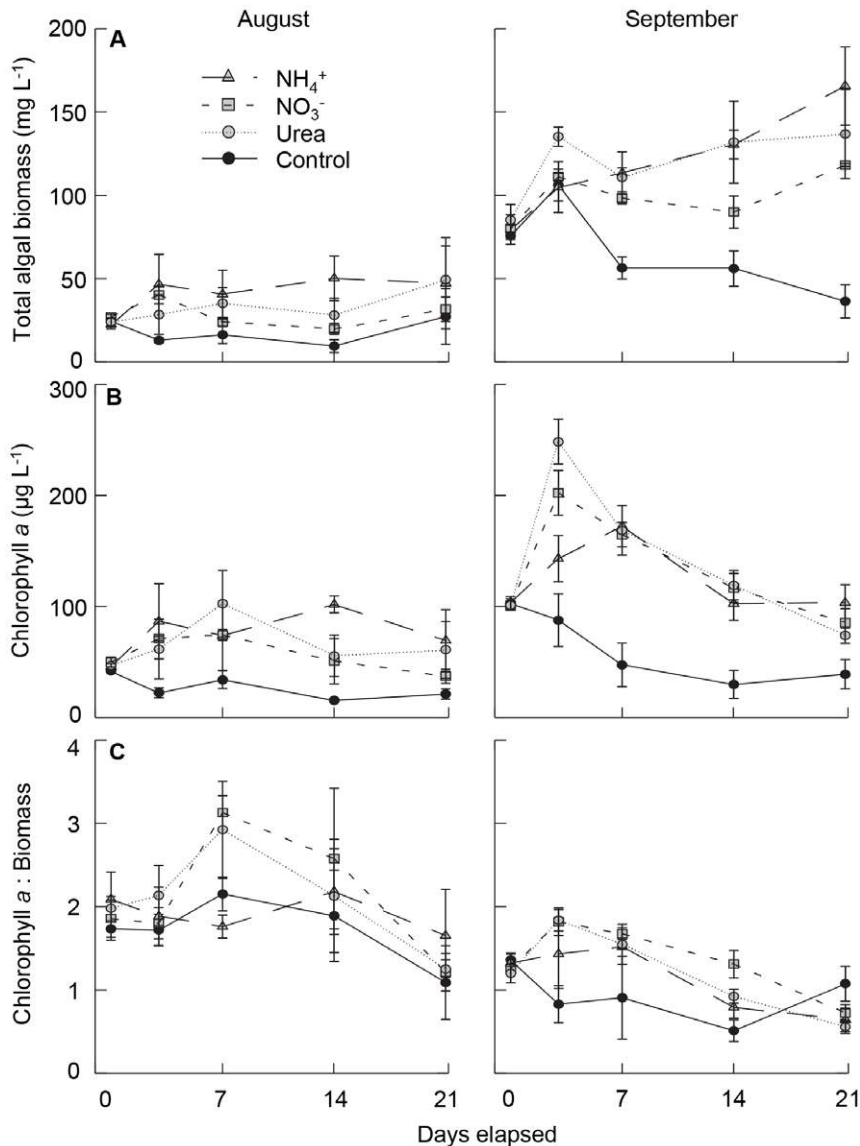 August
September
A
200
150
100
50
0
Total algal biomass (mg L⁻¹)
NH₄⁺
NO₃⁻
Urea
Control
B
300
200
100
0
Chlorophyll a (µg L⁻¹)
C
4
3
2
1
0
Chlorophyll a : Biomass
0 7 14 21 0 7 14 21
Days elapsed